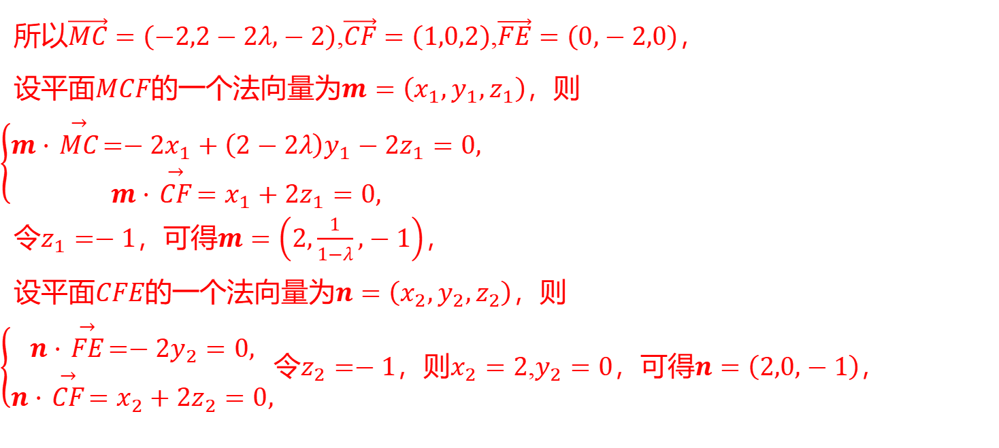 所以$\overrightarrow{MC}=(-2,2-2\lambda,-2)$,$\overrightarrow{CF}=(1,0,2)$,$\overrightarrow{FE}=(0,-2,0)$,
设平面$MCF$的一个法向量为$\boldsymbol{m}=(x_1,y_1,z_1)$，则
$\begin{cases}\boldsymbol{m}\cdot\overrightarrow{MC}=-2x_1+(2-2\lambda)y_1-2z_1=0,\\ \boldsymbol{m}\cdot\overrightarrow{CF}=x_1+2z_1=0,\end{cases}$
令$z_1=-1$，可得$\boldsymbol{m}=\left(2,\frac{1}{1-\lambda},-1\right)$,
设平面$CFE$的一个法向量为$\boldsymbol{n}=(x_2,y_2,z_2)$，则
$\begin{cases}\boldsymbol{n}\cdot\overrightarrow{FE}=-2y_2=0,\\ \boldsymbol{n}\cdot\overrightarrow{CF}=x_2+2z_2=0,\end{cases}$ 令$z_2=-1$，则$x_2=2,y_2=0$，可得$\boldsymbol{n}=(2,0,-1)$,